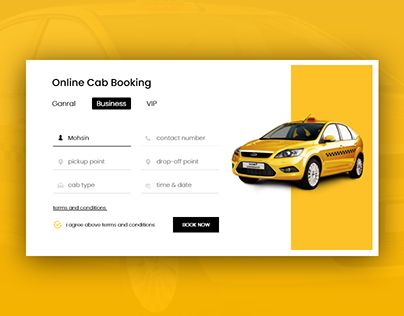 Online Cab Booking
Ganral Business VIP
Mohsin contact number
pickup point drop-off point
cab type time & date
terms and conditions.
I agree above terms and conditions BOOK NOW